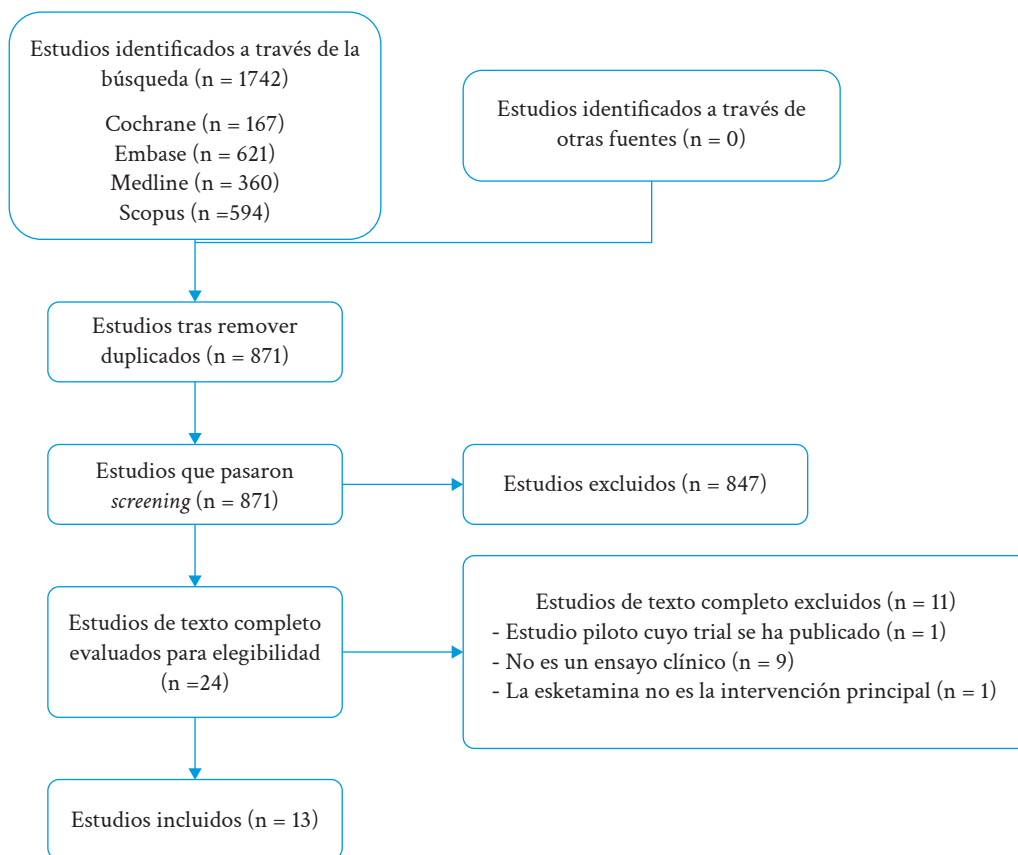 Estudios identificados a través de la
búsqueda (n = 1742)
Cochrane (n = 167)
Embase (n = 621)
Medline (n = 360)
Scopus (n =594)
Estudios identificados a través de
otras fuentes (n = 0)
Estudios tras remover
duplicados (n = 871)
Estudios que pasaron
screening (n = 871)
Estudios excluidos (n = 847)
Estudios de texto completo
evaluados para elegibilidad
(n =24)
Estudios de texto completo excluidos (n = 11)
- Estudio piloto cuyo trial se ha publicado (n = 1)
- No es un ensayo clínico (n = 9)
- La esketamina no es la intervención principal (n = 1)
Estudios incluidos (n = 13)